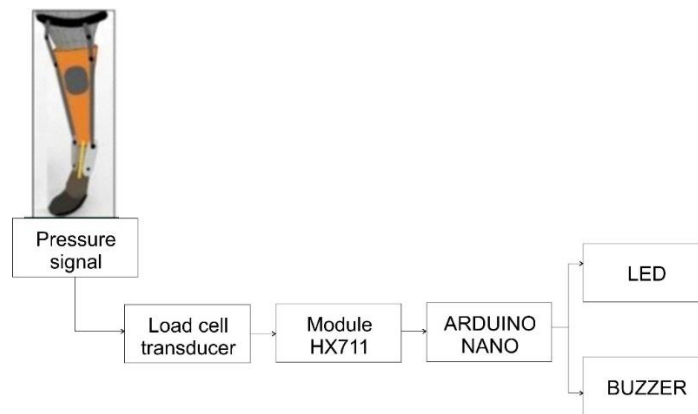 Pressure
signal
Load cell
transducer
Module
HX711
ARDUINO
NANO
LED
BUZZER